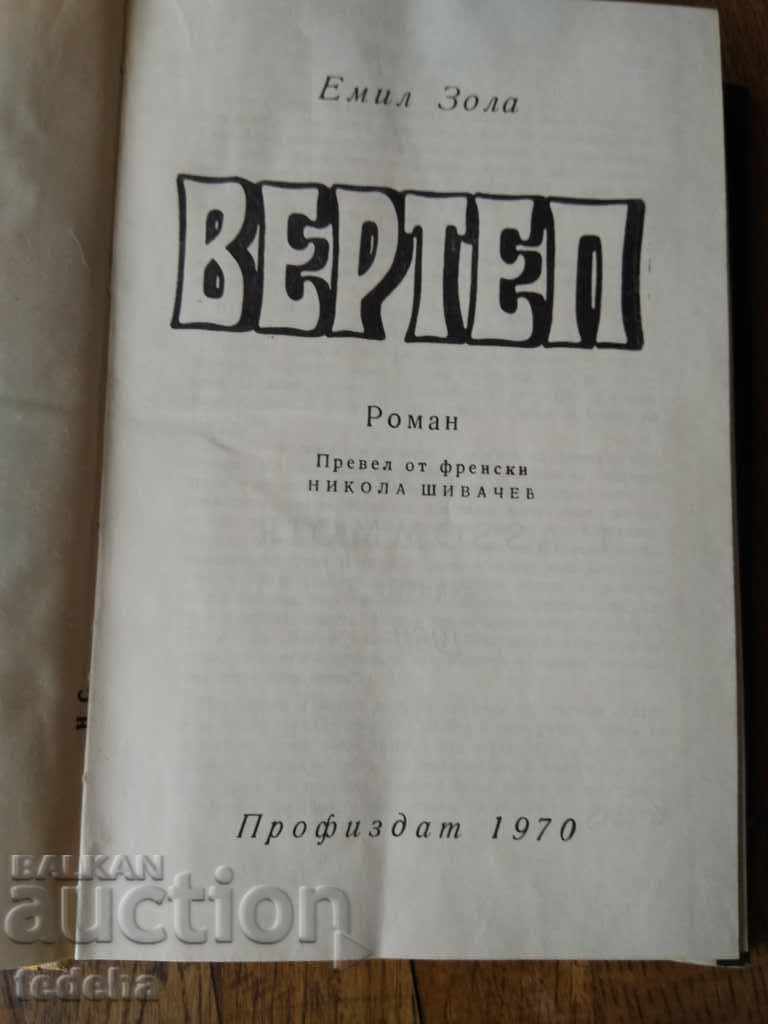 Емил Зола
ВЕРТЕП
Роман
Превел от френски
НИКОЛА ШИВАЧЕВ
Профиздат 1970
BALKAN
auction
fedeha